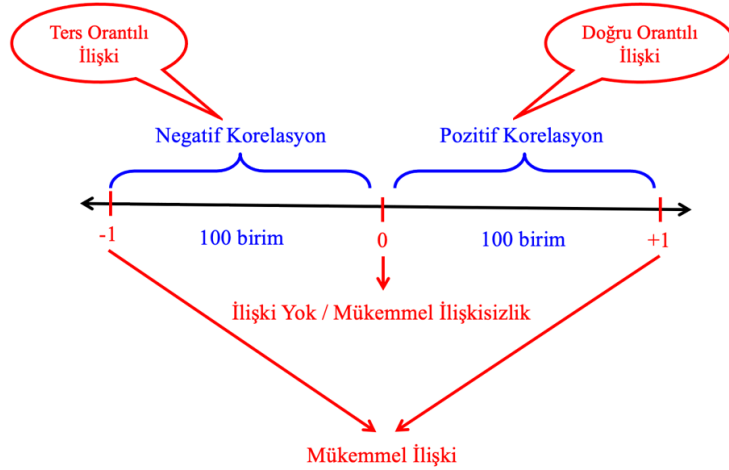 Ters Orantılı
İlişki
Doğru Orantılı
İlişki
Negatif Korelasyon
Pozitif Korelasyon
-1
100 birim
0
100 birim
+1
İlişki Yok / Mükemmel İlişkisizlik
Mükemmel İlişki